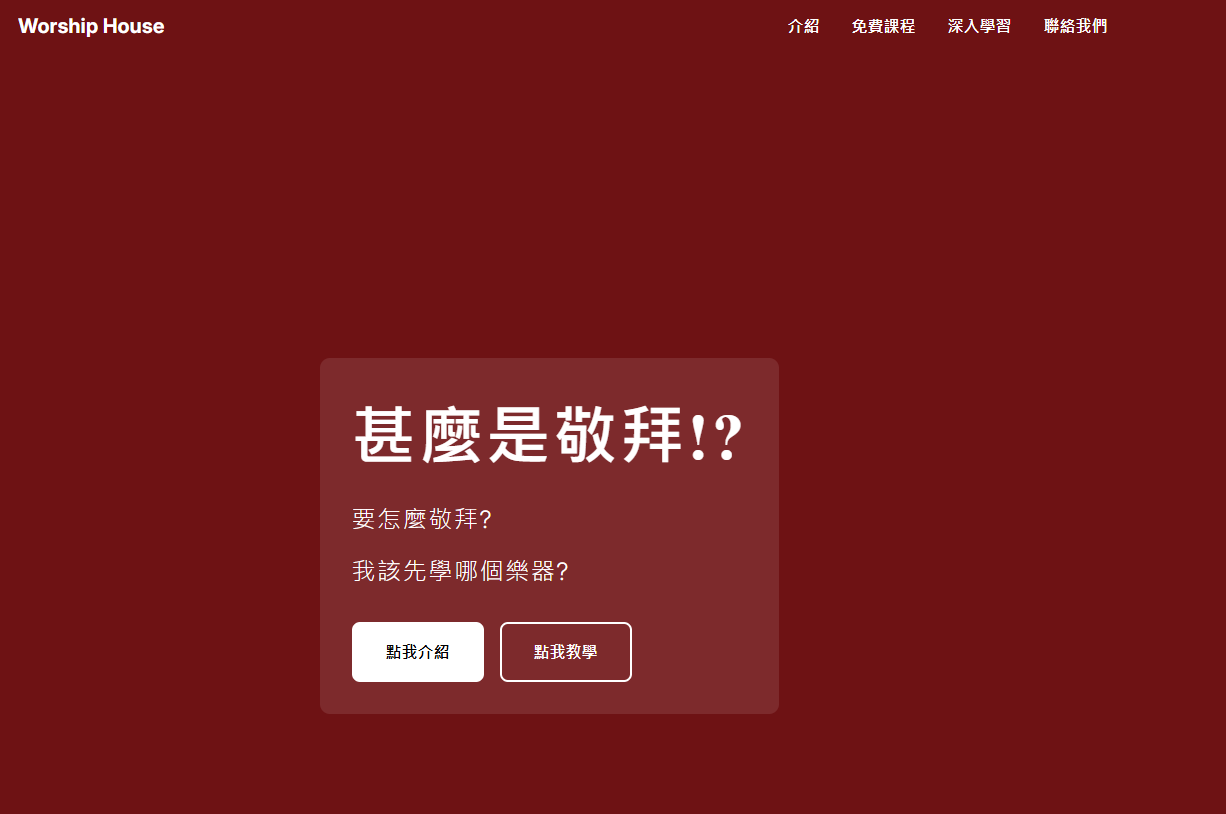 Worship House
介紹 免費課程 深入學習 聯絡我們
甚麼是敬拜!?
要怎麼敬拜?
我該先學哪個樂器?
點我介紹 點我教學